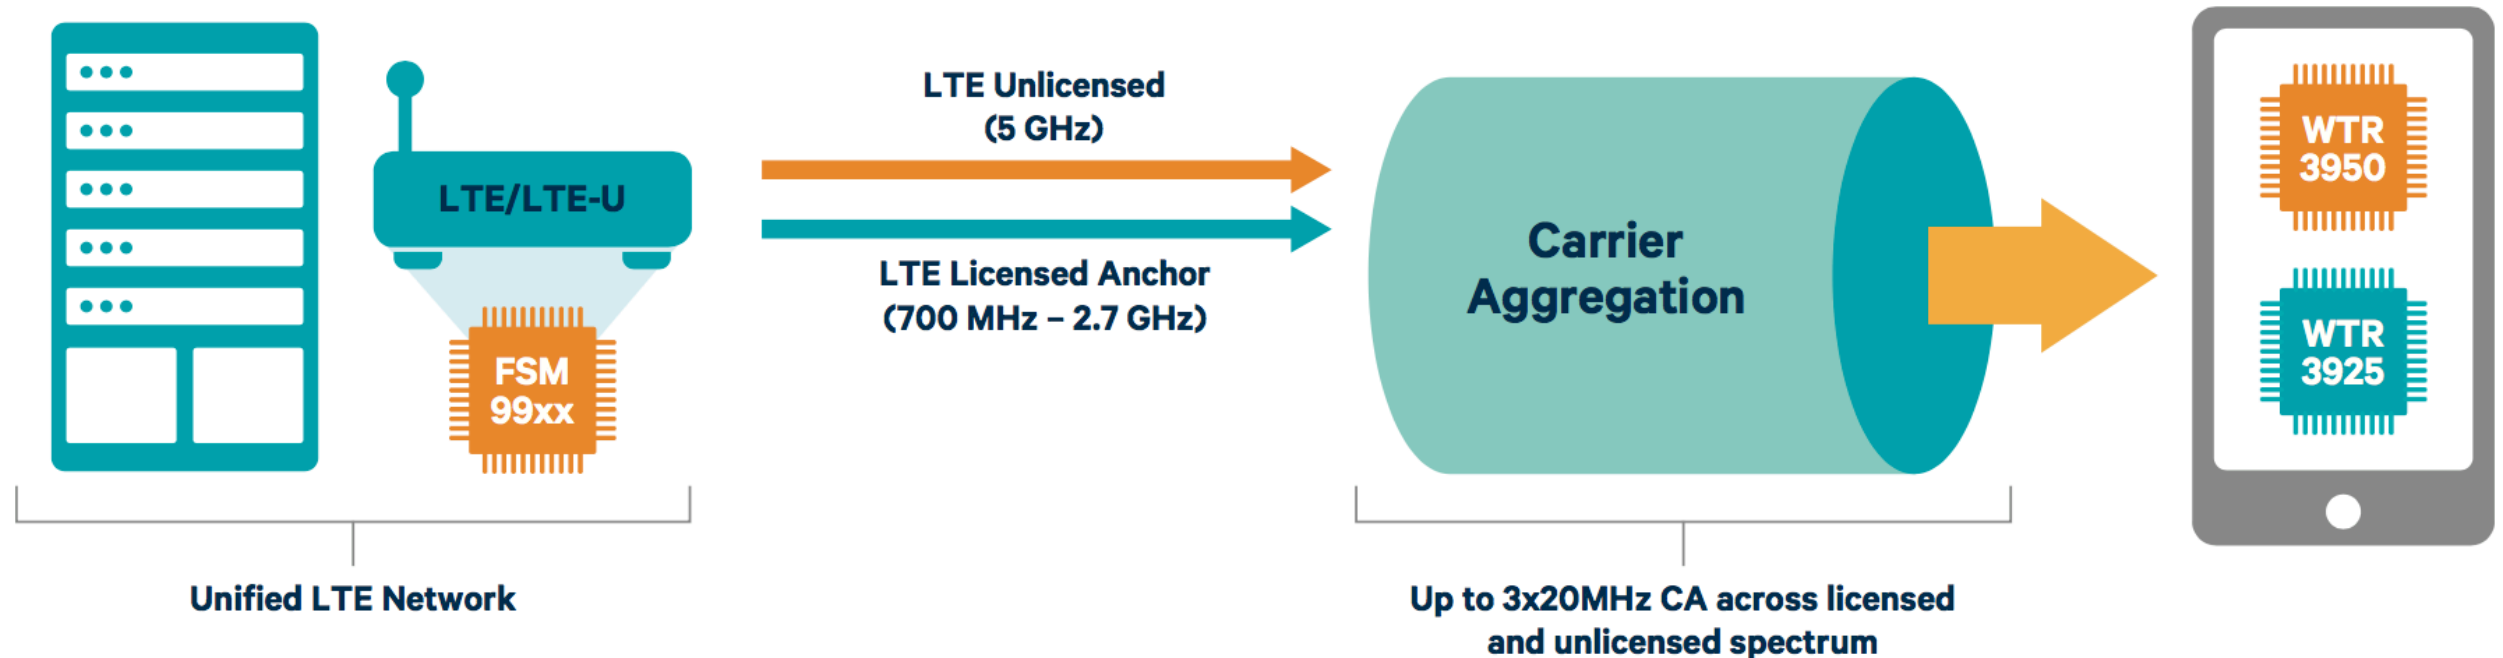 LTE/LTE-U
FSM
99xx
Unified LTE Network
LTE Unlicensed
(5 GHz)
LTE Licensed Anchor
(700 MHz – 2.7 GHz)
Carrier
Aggregation
Up to 3x20MHz CA across licensed
and unlicensed spectrum
WTR
3950
WTR
3925